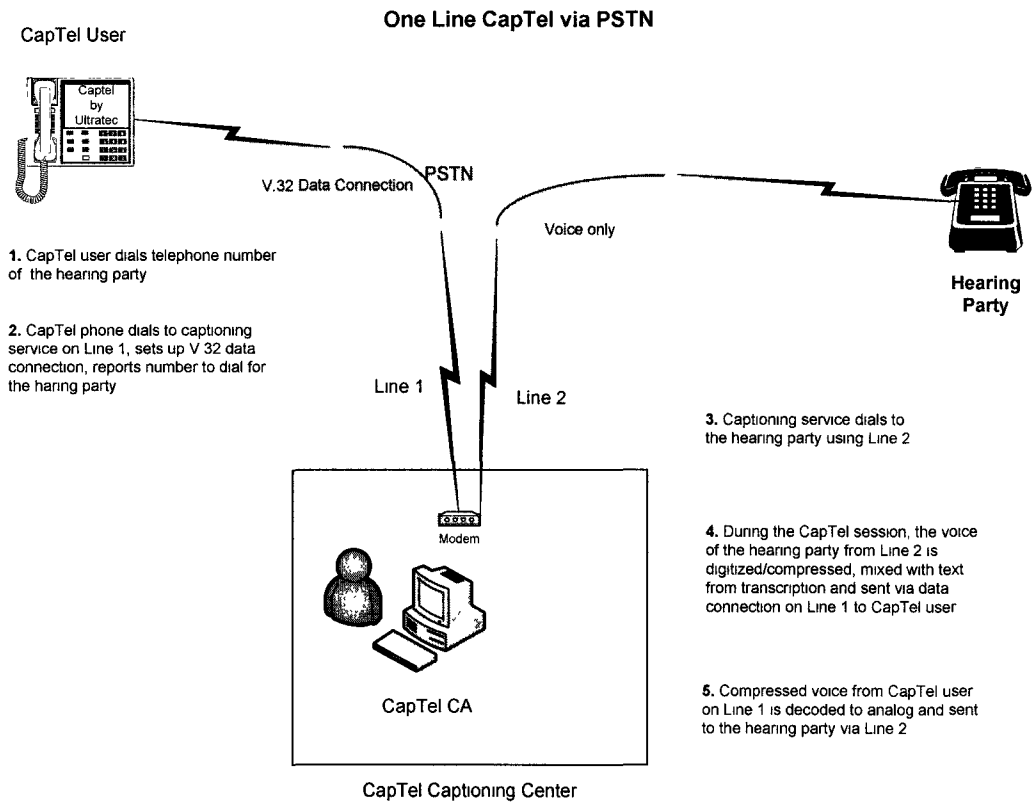 One Line CapTel via PSTN
CapTel User
Captel
by
Ultratec
PSTN
V.32 Data Connection
Voice only
1. CapTel user dials telephone number
of the hearing party
Hearing
Party
2. CapTel phone dials to captioning
service on Line 1, sets up V 32 data
connection, reports number to dial for
the haring party
Line 1
Line 2
3. Captioning service dials to
the hearing party using Line 2
Modem
4. During the CapTel session, the voice
of the hearing party from Line 2 is
digitized/compressed, mixed with text
from transcription and sent via data
connection on Line 1 to CapTel user
CapTel CA
5. Compressed voice from CapTel user
on Line 1 is decoded to analog and sent
to the hearing party via Line 2
CapTel Captioning Center